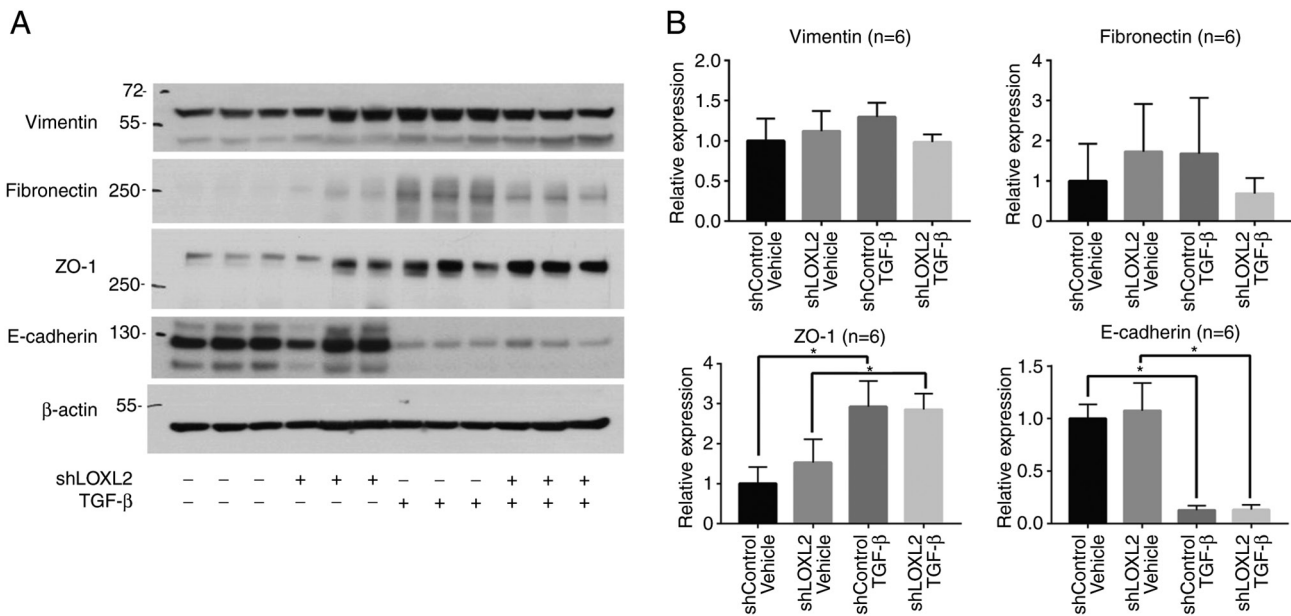 A
Vimentin
72-
55-
Fibronectin
250-
ZO-1
250-
E-cadherin
130-
β-actin
55-
shLOXL2 – – – + + + – – – + + +
TGF-β – – – – – – + + + + + +
B
Vimentin (n=6)
Relative expression
2.0
1.5
1.0
0.5
0.0
shControl
Vehicle
shLOXL2
Vehicle
shControl
TGF-β
shLOXL2
TGF-β
Fibronectin (n=6)
Relative expression
4
3
2
1
0
shControl
Vehicle
shLOXL2
Vehicle
shControl
TGF-β
shLOXL2
TGF-β
ZO-1 (n=6)
Relative expression
4
3
2
1
0
*
*
shControl
Vehicle
shLOXL2
Vehicle
shControl
TGF-β
shLOXL2
TGF-β
E-cadherin (n=6)
Relative expression
1.5
1.0
0.5
0.0
*
*
shControl
Vehicle
shLOXL2
Vehicle
shControl
TGF-β
shLOXL2
TGF-β